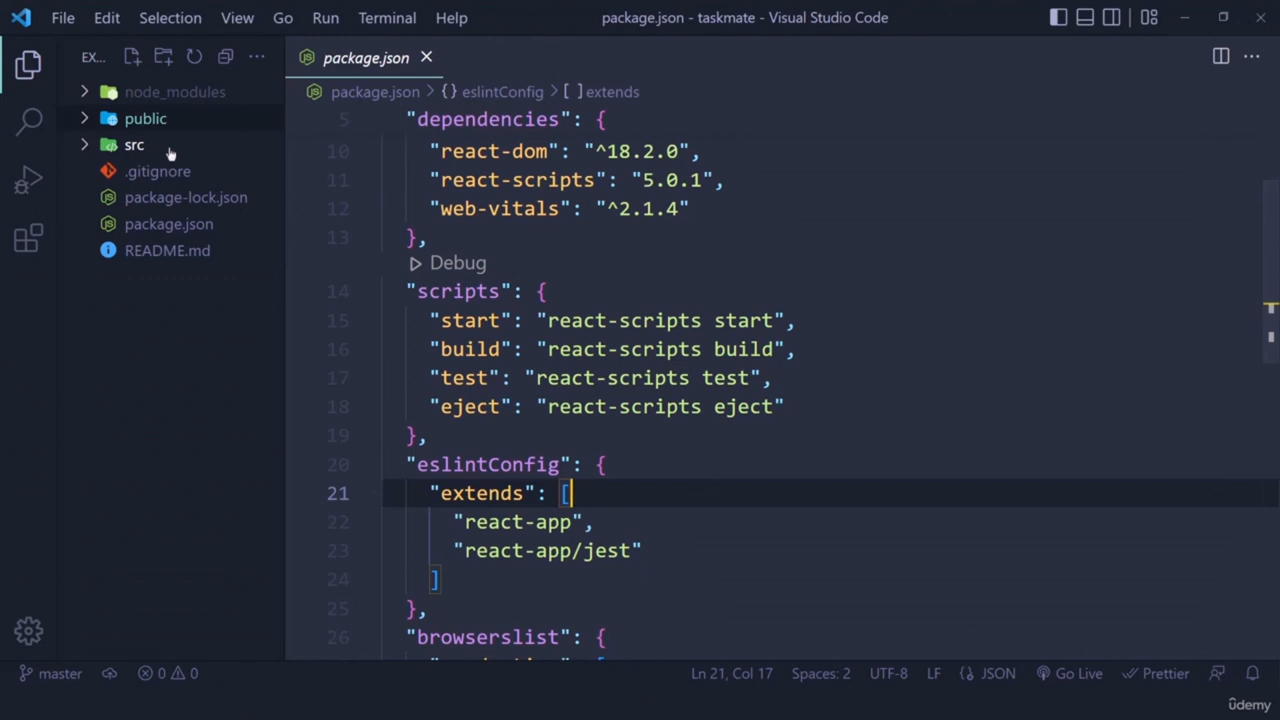 File Edit Selection View Go Run Terminal Help package.json - taskmate - Visual Studio Code
EX... package.json
node_modules
public
src
.gitignore
package-lock.json
package.json
README.md
package.json > {} eslintConfig > [ ] extends
5 "dependencies": {
10 "react-dom": "^18.2.0",
11 "react-scripts": "5.0.1",
12 "web-vitals": "^2.1.4"
13 },
Debug
14 "scripts": {
15 "start": "react-scripts start",
16 "build": "react-scripts build",
17 "test": "react-scripts test",
18 "eject": "react-scripts eject"
19 },
20 "eslintConfig": {
21 "extends": [
22 "react-app",
23 "react-app/jest"
24 ]
25 },
26 "browserslist": {
master 0 0 Ln 21, Col 17 Spaces: 2 UTF-8 LF {} JSON Go Live Prettier
ûdemy